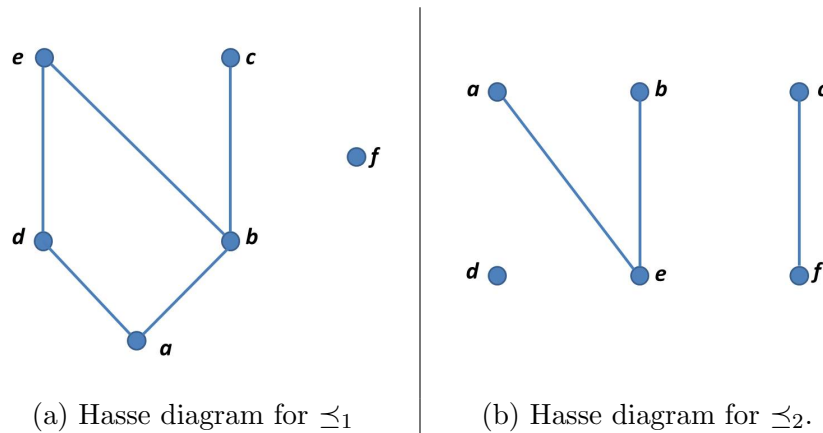 e c
f
d b
a
(a) Hasse diagram for ⪯1
a b
d e f
(b) Hasse diagram for ⪯2.